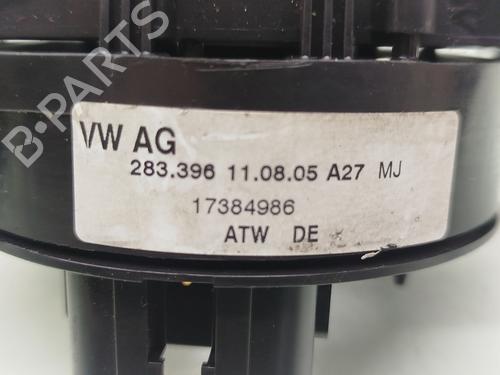 B-PARTS
VW AG
283.396 11.08.05 A27 MJ
17384986
ATW DE